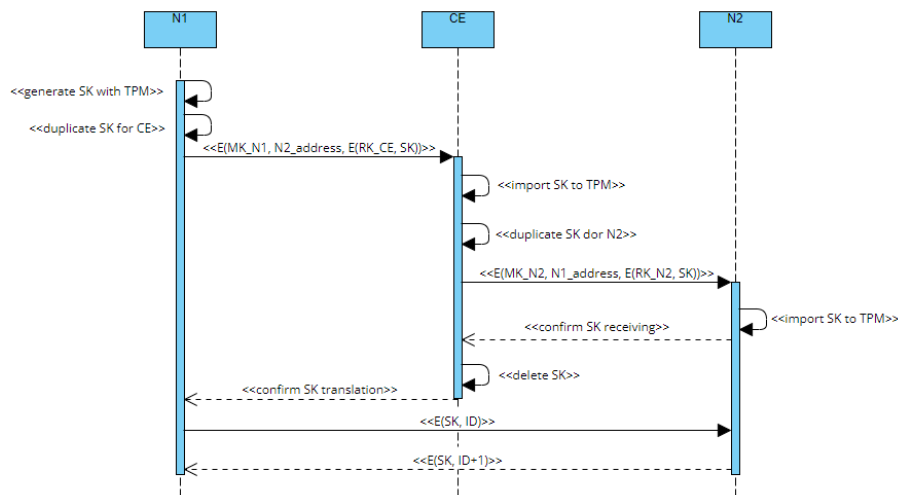 N1
CE
N2
<<generate SK with TPM>>
<<duplicate SK for CE>>
<<E(MK_N1, N2_address, E(RK_CE, SK))>>
<<import SK to TPM>>
<<duplicate SK dor N2>>
<<E(MK_N2, N1_address, E(RK_N2, SK)>>
<<import SK to TPM>>
<<confirm SK receiving>>
<<delete SK>>
<<confirm SK translation>>
<<E(SK, ID)>>
<<E(SK, ID+1)>>